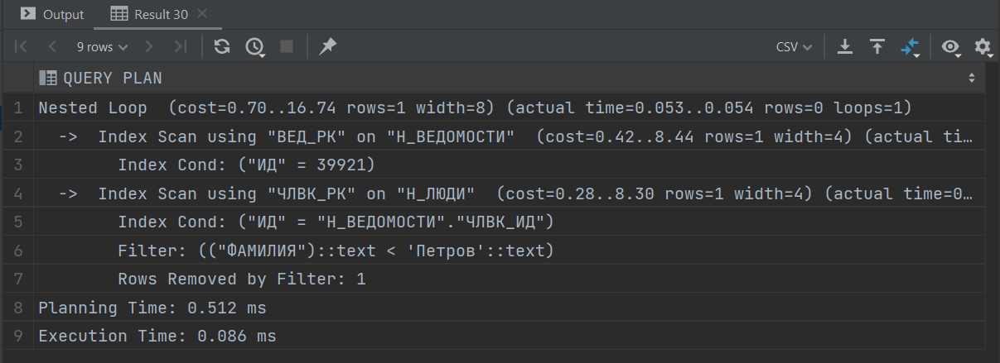 Output Result 30
9 rows CSV
QUERY PLAN
1 Nested Loop (cost=0.70..16.74 rows=1 width=8) (actual time=0.053..0.054 rows=0 loops=1)
2 -> Index Scan using "ВЕД_РК" on "Н_ВЕДОМОСТИ" (cost=0.42..8.44 rows=1 width=4) (actual ti…
3 Index Cond: ("ИД" = 39921)
4 -> Index Scan using "ЧЛВК_РК" on "Н_ЛЮДИ" (cost=0.28..8.30 rows=1 width=4) (actual time=0…
5 Index Cond: ("ИД" = "Н_ВЕДОМОСТИ"."ЧЛВК_ИД")
6 Filter: (("ФАМИЛИЯ")::text < 'Петров'::text)
7 Rows Removed by Filter: 1
8 Planning Time: 0.512 ms
9 Execution Time: 0.086 ms